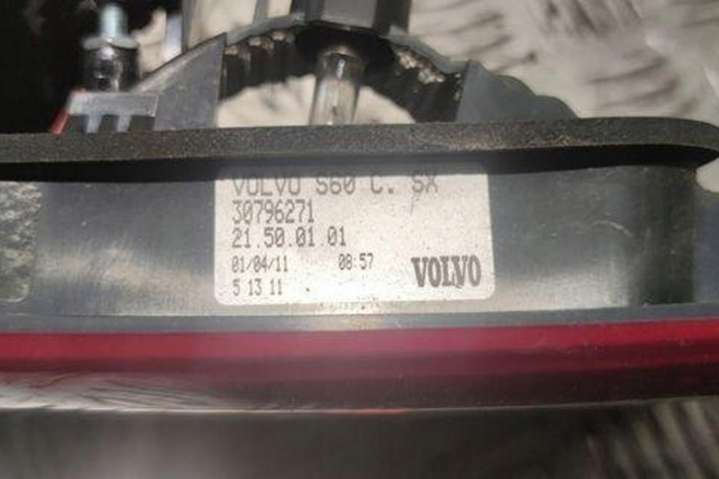 VOLVO S60 C. SX
30796271
21.50.01.01
01/04/11 08:57
5 13 11 .
VOLVO